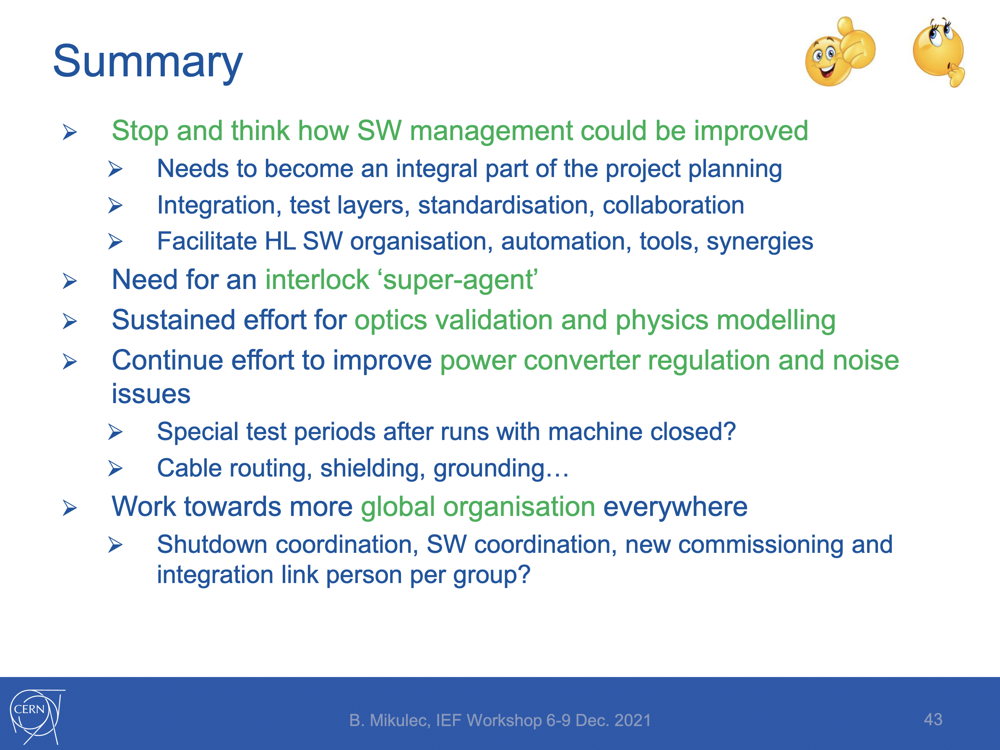 Summary
Stop and think how SW management could be improved
Needs to become an integral part of the project planning
Integration, test layers, standardisation, collaboration
Facilitate HL SW organisation, automation, tools, synergies
Need for an interlock ‘super-agent’
Sustained effort for optics validation and physics modelling
Continue effort to improve power converter regulation and noise
issues
Special test periods after runs with machine closed?
Cable routing, shielding, grounding…
Work towards more global organisation everywhere
Shutdown coordination, SW coordination, new commissioning and
integration link person per group?
CERN
B. Mikulec, IEF Workshop 6-9 Dec. 2021
43